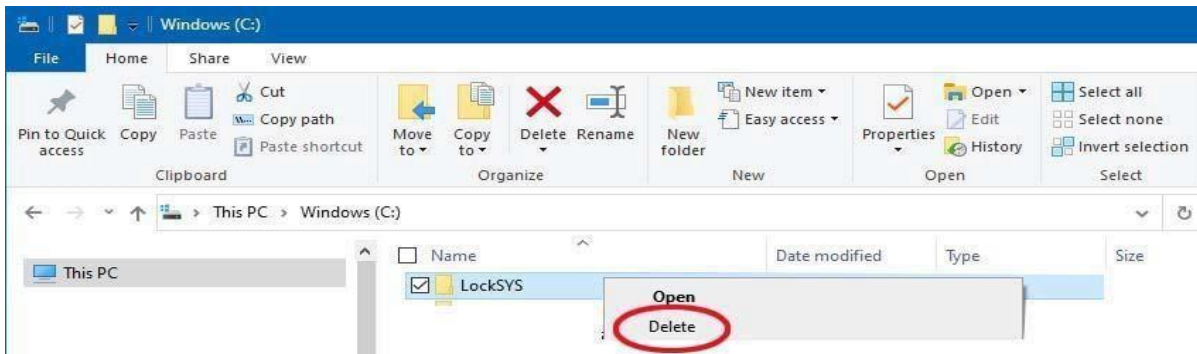 Windows (C:)
File Home Share View
Pin to Quick access
Copy
Paste
Cut
Copy path
Paste shortcut
Clipboard
Move to
Copy to
Delete
Rename
Organize
New folder
New item
Easy access
New
Properties
Open
Edit
History
Open
Select all
Select none
Invert selection
Select
This PC > Windows (C:)
This PC
Name Date modified Type Size
LockSYS
Open
Delete